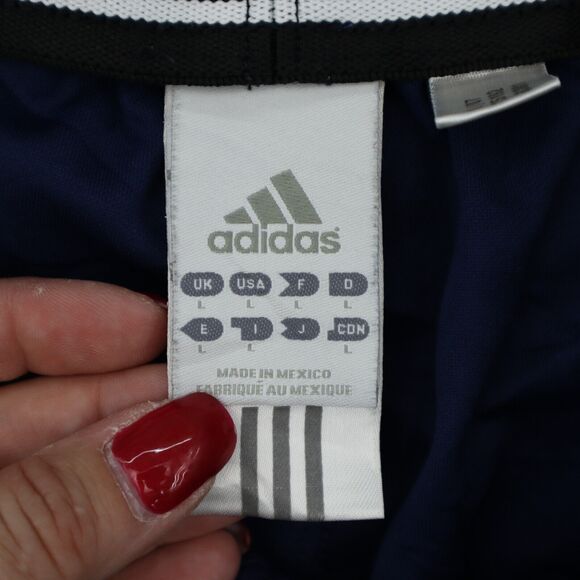 adidas
UK USA F D
L L L L
E I J CDN
L L L L
MADE IN MEXICO
FABRIQUÉ AU MEXIQUE